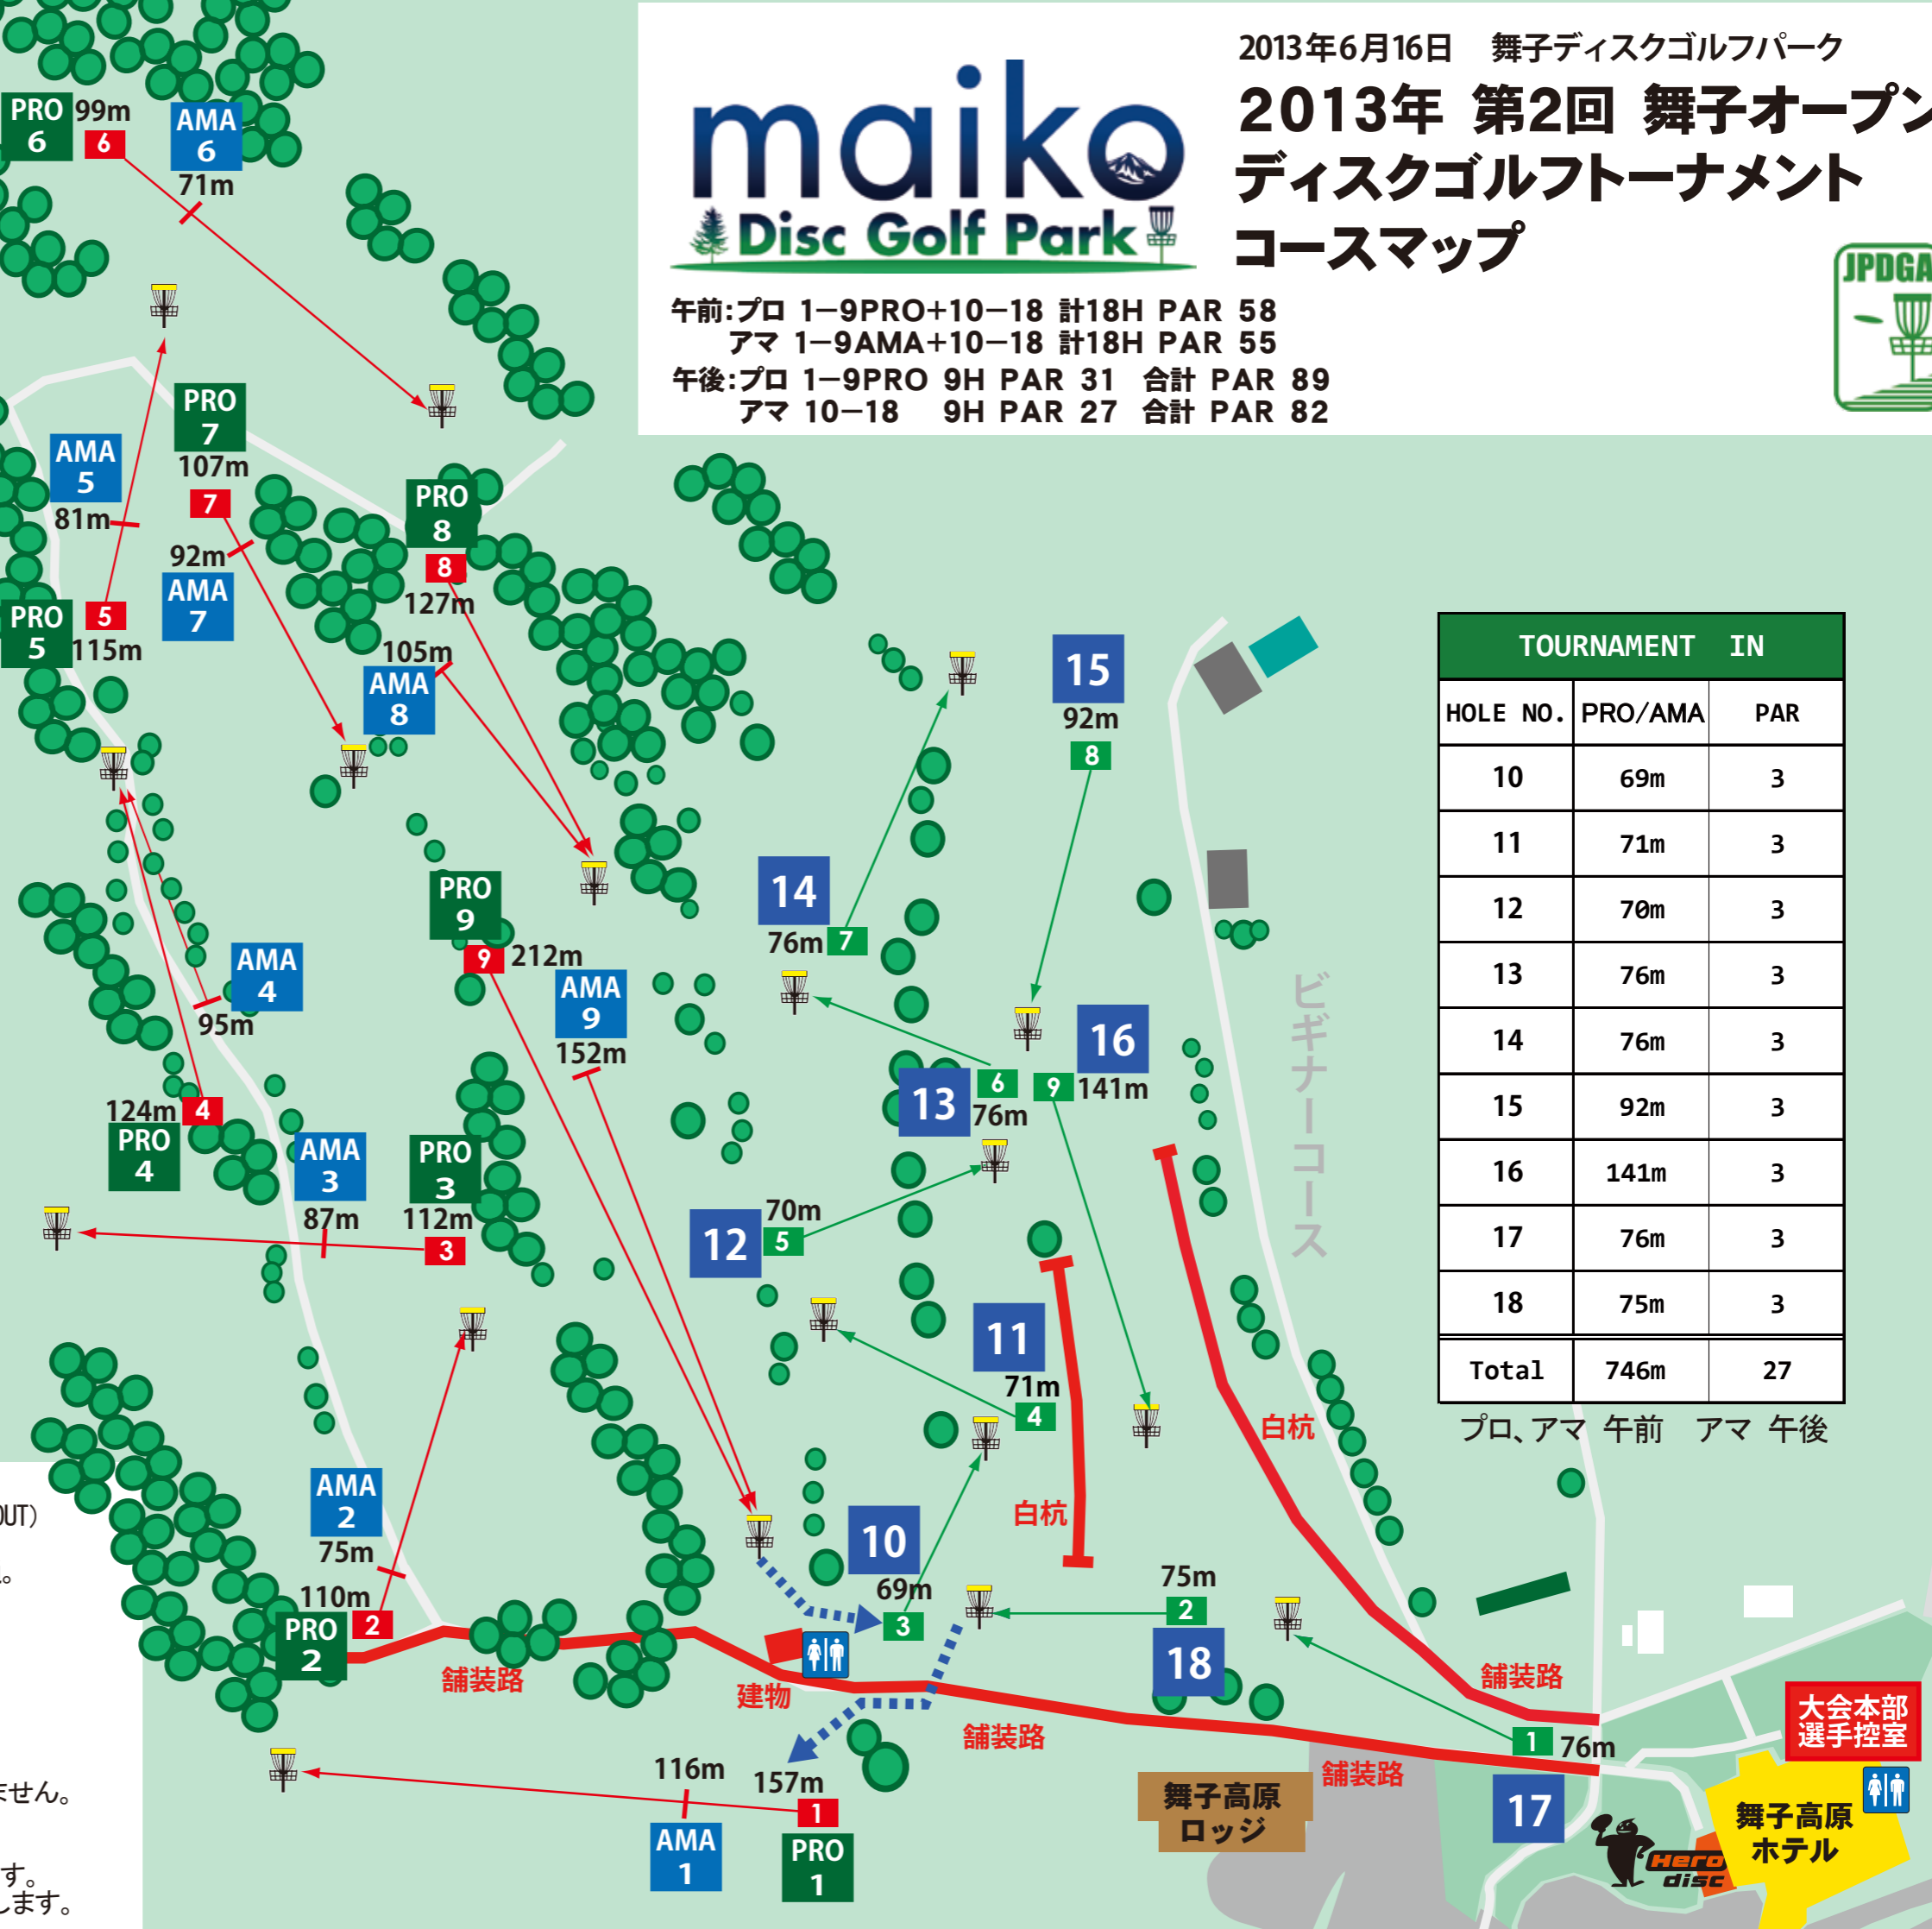 2013年6月16日　舞子ディスクゴルフパーク
2013年 第2回 舞子オープン
ディスクゴルフトーナメント
コースマップ
maiko
Disc Golf Park
JPDGA
午前:プロ 1−9PRO+10−18 計18H PAR 58
アマ 1−9AMA+10−18 計18H PAR 55
午後:プロ 1−9PRO 9H PAR 31 合計 PAR 89
アマ 10−18 9H PAR 27 合計 PAR 82
PRO
6
99m
6
AMA
6
71m
PRO
7
107m
7
92m
AMA
7
AMA
5
81m
PRO
5
5
115m
PRO
8
8
127m
105m
AMA
8
15
92m
8
TOURNAMENT IN
HOLE NO. PRO/AMA PAR
10 69m 3
11 71m 3
12 70m 3
13 76m 3
14 76m 3
15 92m 3
16 141m 3
17 76m 3
18 75m 3
Total 746m 27
プロ、アマ 午前　アマ 午後
14
76m
7
PRO
9
9
212m
AMA
9
152m
AMA
4
95m
124m
4
PRO
4
16
9
141m
13
6
76m
ビギナーコース
AMA
3
87m
PRO
3
112m
3
12
70m
5
11
71m
4
白杭
白杭
AMA
2
75m
110m
2
PRO
2
10
69m
3
75m
2
18
舗装路
建物
舗装路
舗装路
舗装路
116m
AMA
1
157m
1
PRO
1
1
76m
17
大会本部
選手控室
舞子高原
ロッジ
舞子高原
ホテル
Hero
disc
OUT)
。
ません。
す。
します。